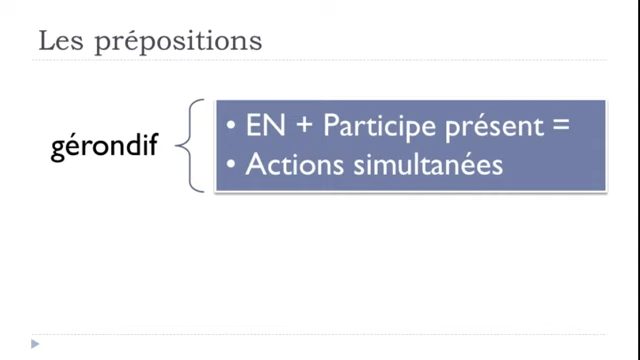 Les prépositions
gérondif
• EN + Participe présent =
• Actions simultanées